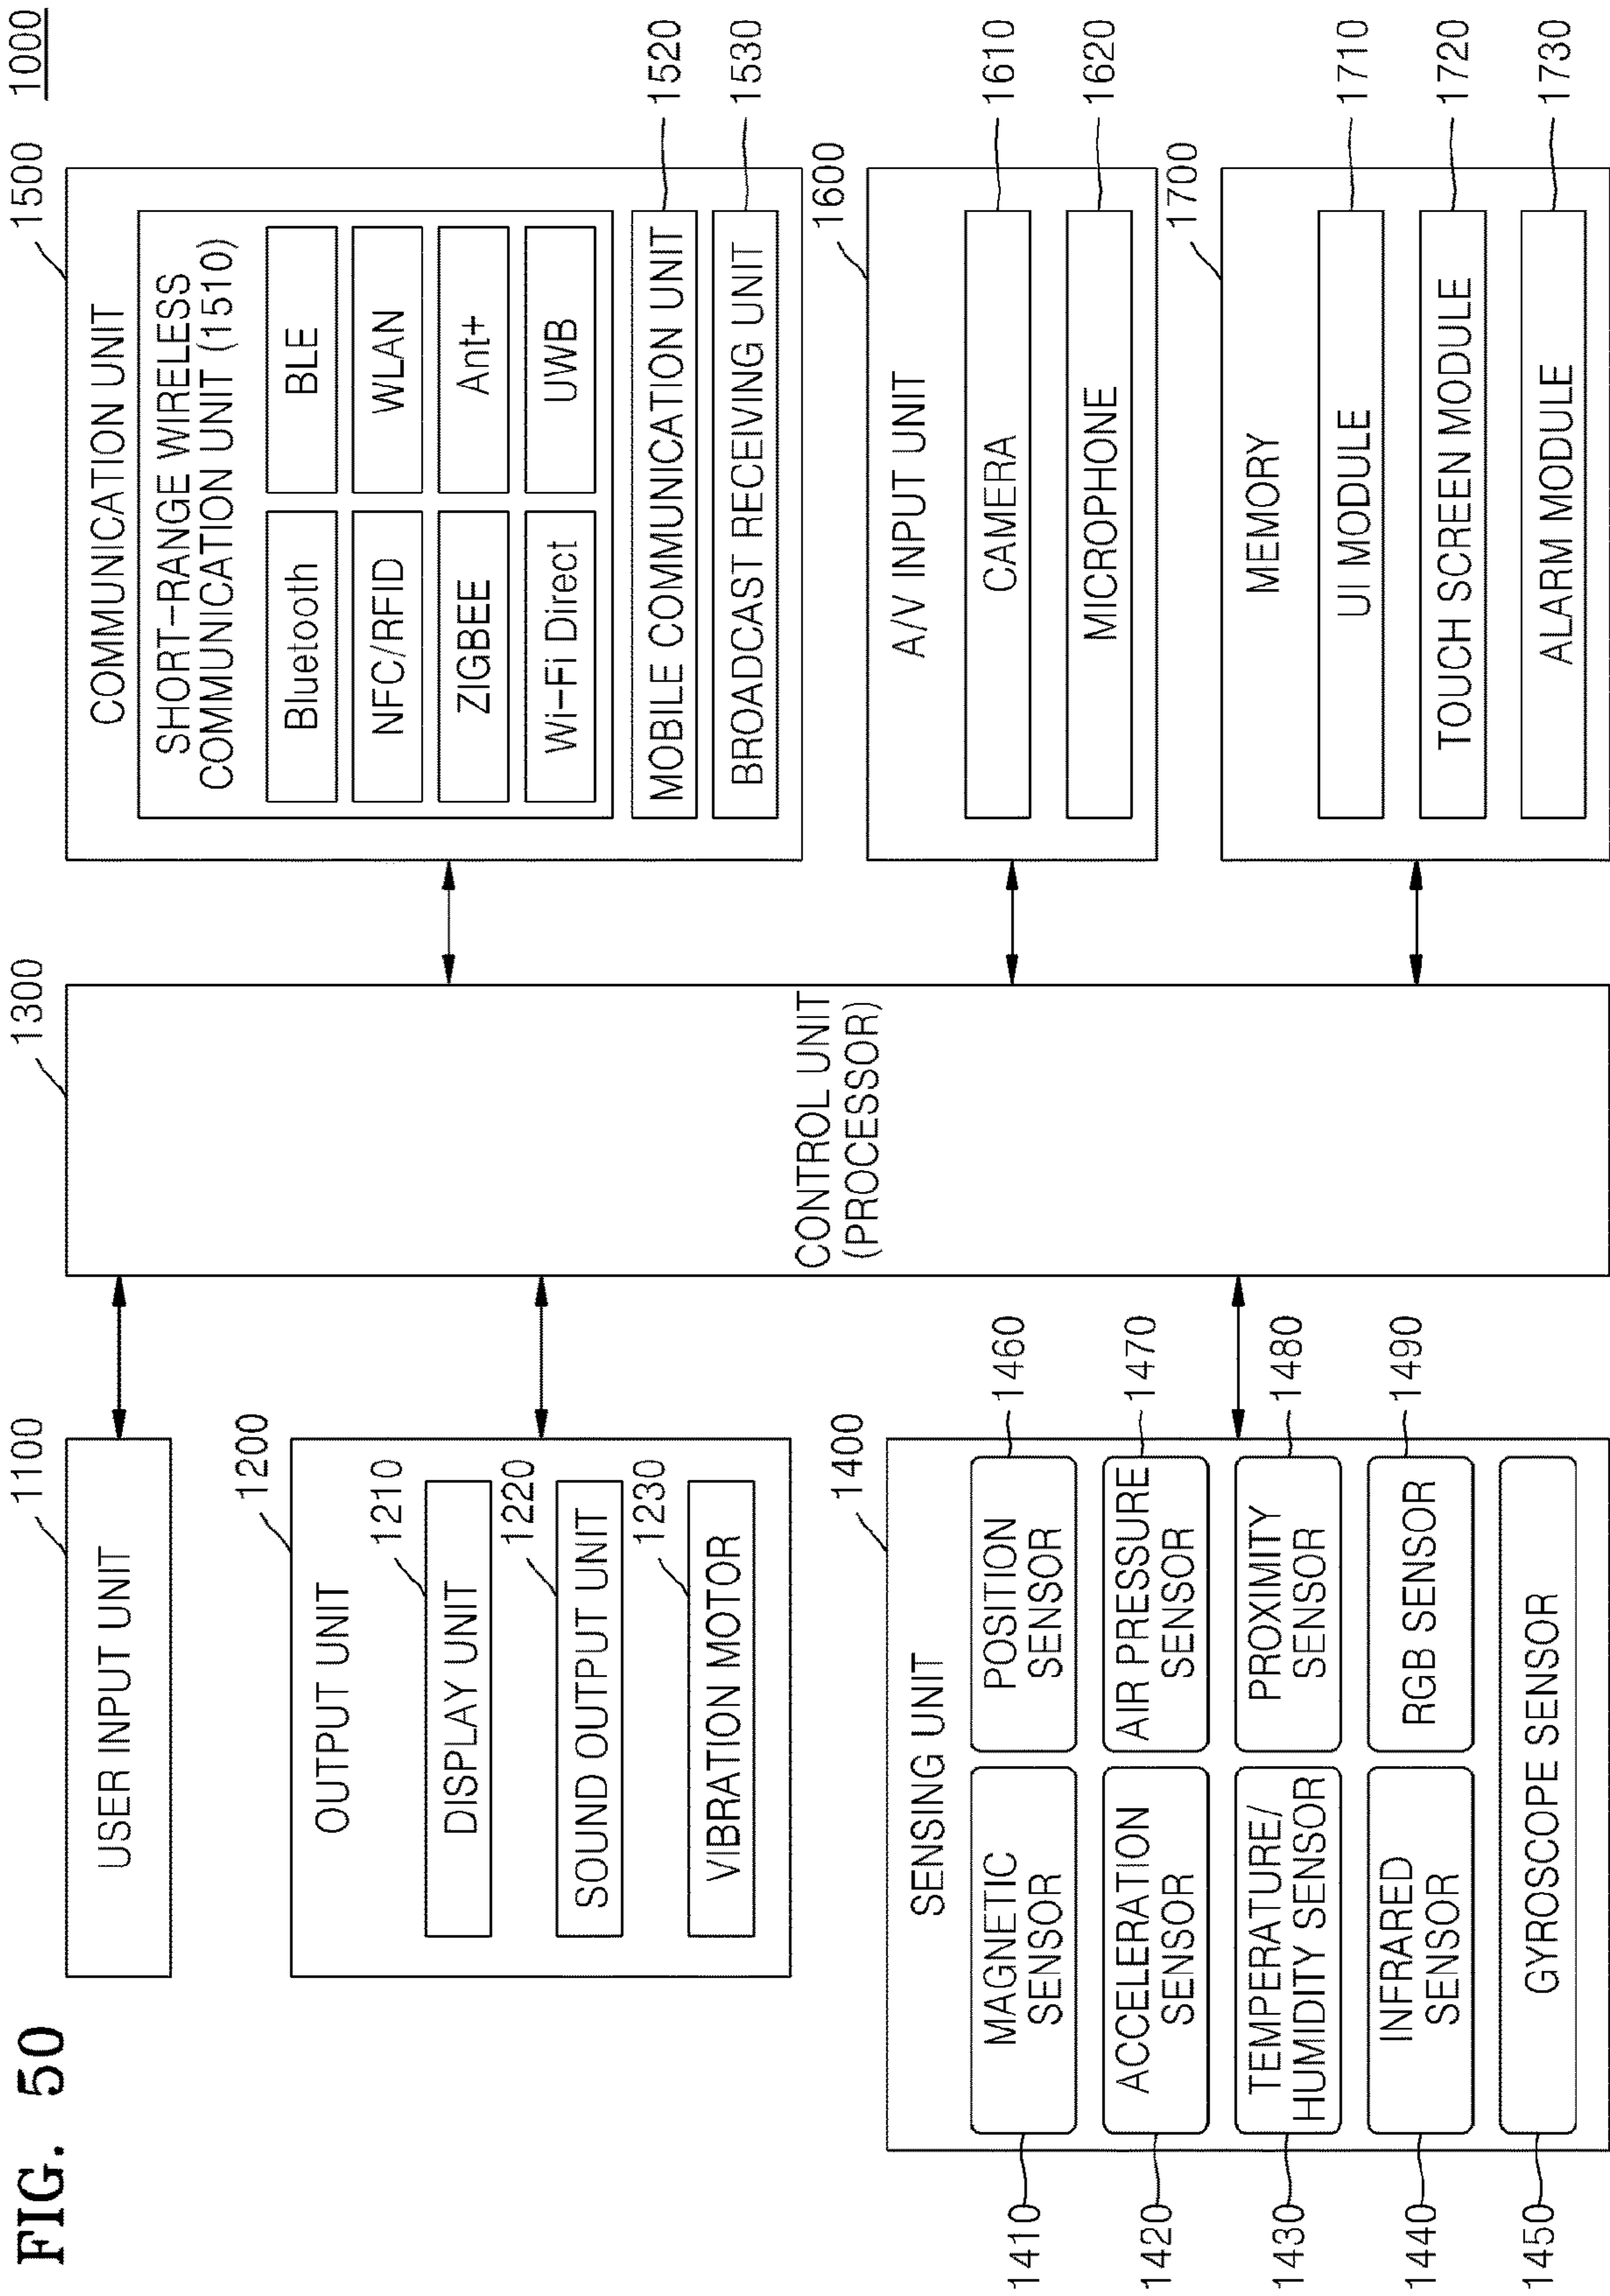 FIG. 50
1000
1100
USER INPUT UNIT
1200
OUTPUT UNIT
1210
DISPLAY UNIT
1220
SOUND OUTPUT UNIT
1230
VIBRATION MOTOR
1400
SENSING UNIT
1410
MAGNETIC
SENSOR
POSITION
SENSOR
1460
1420
ACCELERATION
SENSOR
AIR PRESSURE
SENSOR
1470
1430
TEMPERATURE/
HUMIDITY SENSOR
PROXIMITY
SENSOR
1480
1440
INFRARED
SENSOR
RGB SENSOR
1490
1450
GYROSCOPE SENSOR
1300
CONTROL UNIT
(PROCESSOR)
1500
COMMUNICATION UNIT
SHORT-RANGE WIRELESS
COMMUNICATION UNIT (1510)
Bluetooth
BLE
NFC/RFID
WLAN
ZIGBEE
Ant+
Wi-Fi Direct
UWB
MOBILE COMMUNICATION UNIT
1520
BROADCAST RECEIVING UNIT
1530
1600
A/V INPUT UNIT
CAMERA
1610
MICROPHONE
1620
1700
MEMORY
UI MODULE
1710
TOUCH SCREEN MODULE
1720
ALARM MODULE
1730